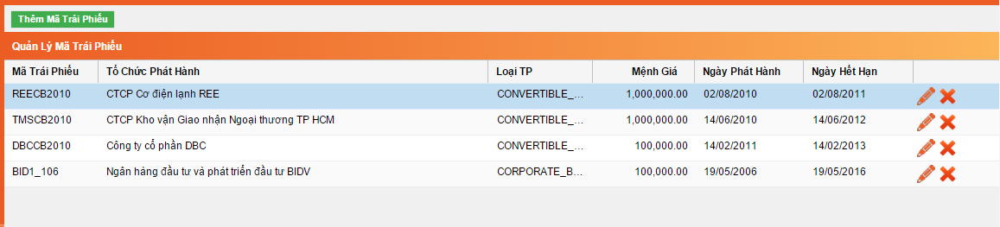 Thêm Mã Trái Phiếu
Quản Lý Mã Trái Phiếu
Mã Trái Phiếu Tổ Chức Phát Hành Loại TP Mệnh Giá Ngày Phát Hành Ngày Hết Hạn
REECB2010 CTCP Cơ điện lạnh REE CONVERTIBLE_... 1,000,000.00 02/08/2010 02/08/2011
TMSCB2010 CTCP Kho vận Giao nhận Ngoại thương TP HCM CONVERTIBLE_... 1,000,000.00 14/06/2010 14/06/2012
DBCCB2010 Công ty cổ phần DBC CONVERTIBLE_... 100,000.00 14/02/2011 14/02/2013
BID1_106 Ngân hàng đầu tư và phát triển đầu tư BIDV CORPORATE_B... 100,000.00 19/05/2006 19/05/2016